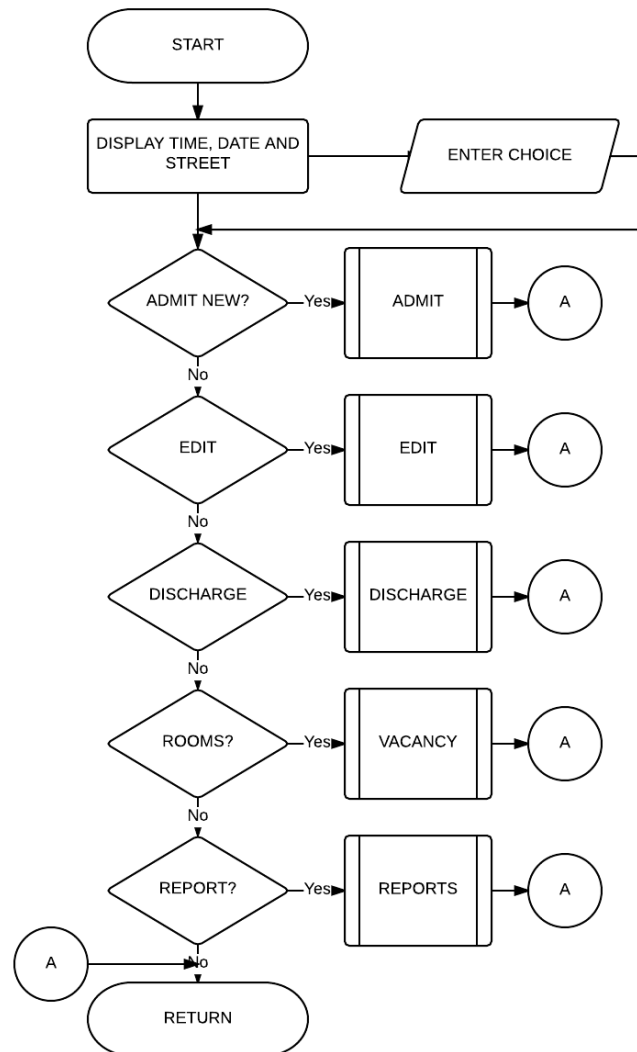 START
DISPLAY TIME, DATE AND
STREET
ENTER CHOICE
ADMIT NEW?
Yes
ADMIT
A
No
EDIT
Yes
EDIT
A
No
DISCHARGE
Yes
DISCHARGE
A
No
ROOMS?
Yes
VACANCY
A
No
REPORT?
Yes
REPORTS
A
A
No
RETURN